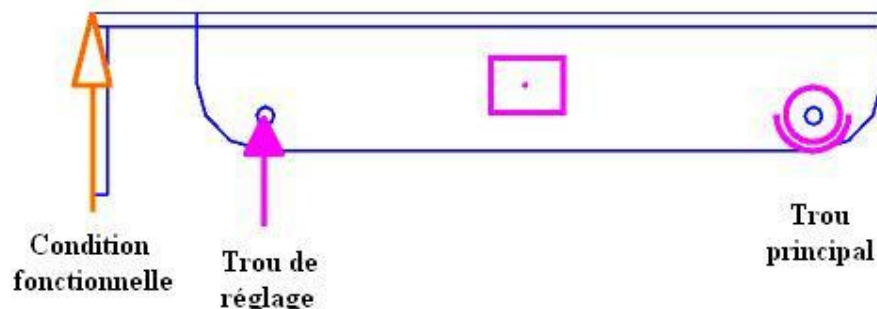 Condition
fonctionnelle
Trou de
réglage
Trou
principal